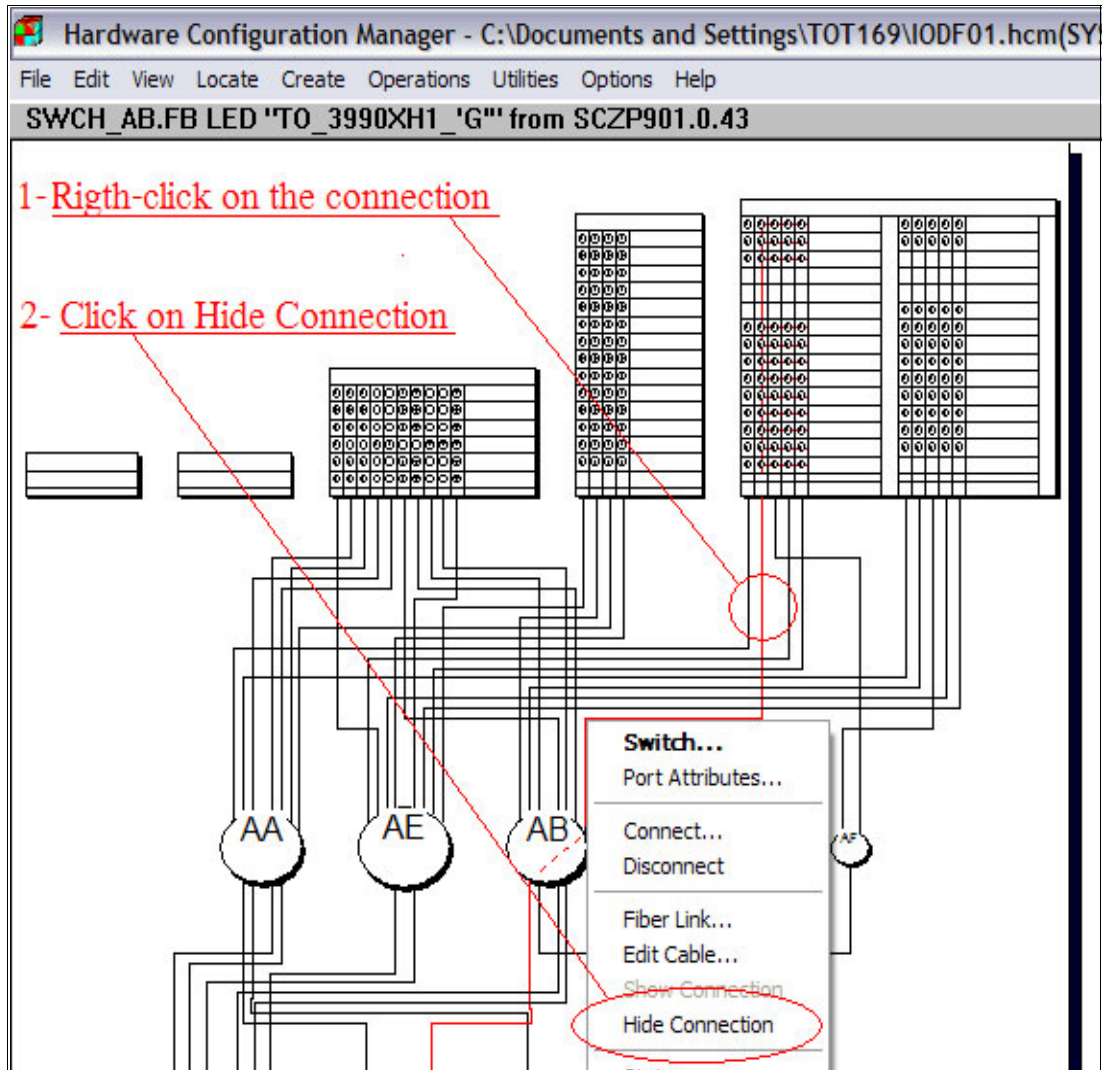 Hardware Configuration Manager - C:\Documents and Settings\TOT169\IODF01.hcm(SY
File Edit View Locate Create Operations Utilities Options Help
SWCH_AB.FB LED "TO_3990XH1_'G'" from SCZP901.0.43
1- Rigth-click on the connection
2- Click on Hide Connection
Switch...
Port Attributes...
AA
AE
AB
AF
Connect...
Disconnect
Fiber Link...
Edit Cable...
Show Connection
Hide Connection